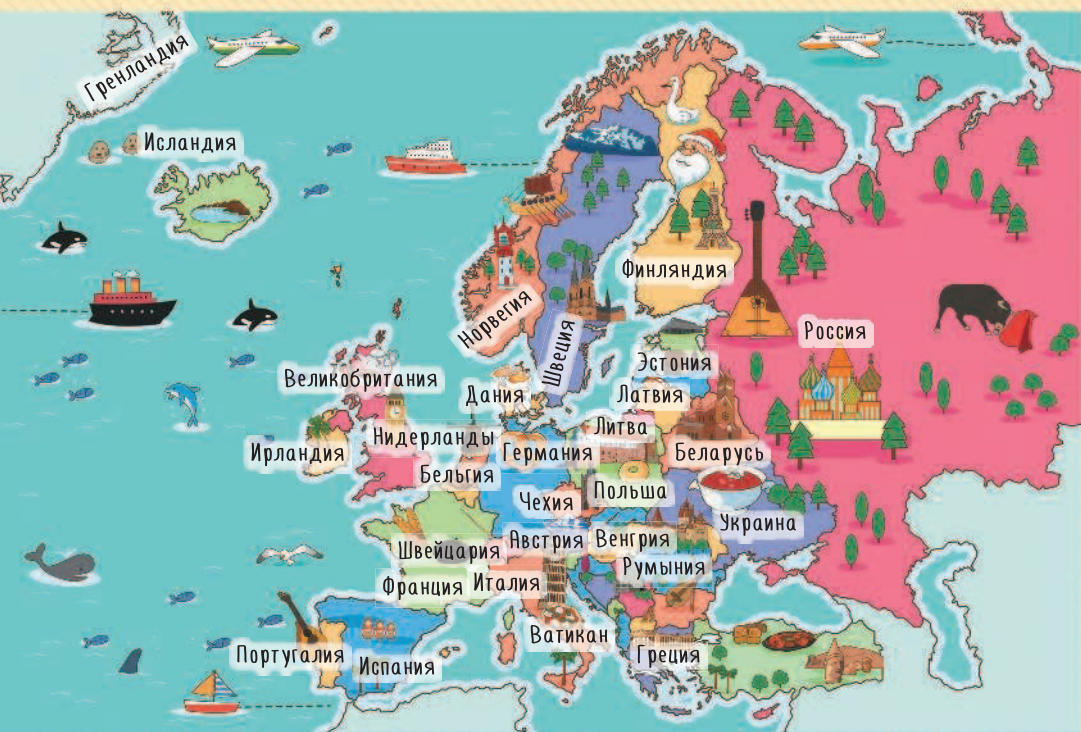 Гренландия
Исландия
Финляндия
Норвегия
Россия
Швеция
Эстония
Великобритания
Дания
Латвия
Литва
Нидерланды
Германия
Ирландия
Беларусь
Бельгия
Польша
Чехия
Украина
Австрия
Венгрия
Швейцария
Румыния
Франция
Италия
Ватикан
Португалия
Испания
Греция